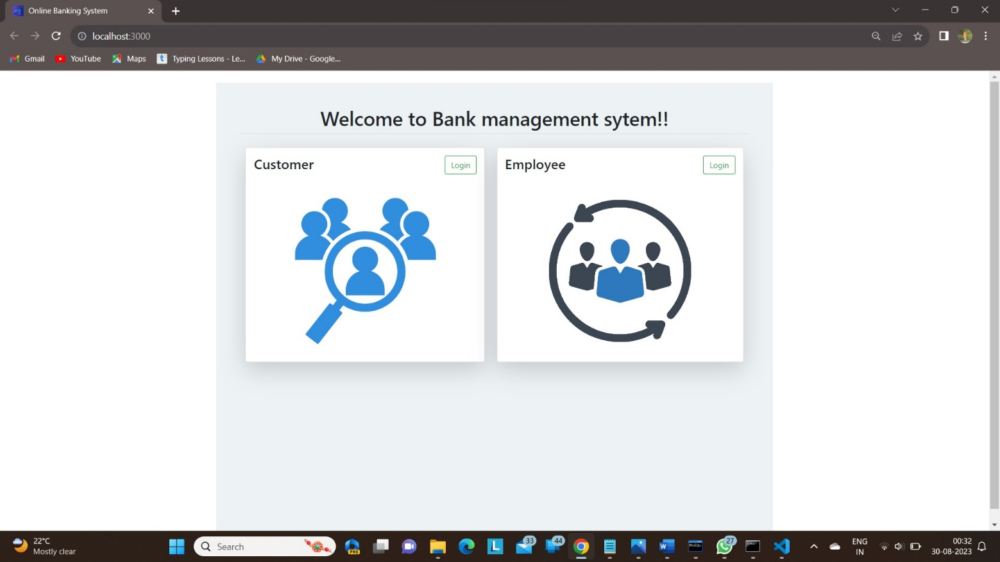 Online Banking System
localhost:3000
Gmail
YouTube
Maps
Typing Lessons - Le...
My Drive - Google...
Welcome to Bank management sytem!!
Customer
Login
Employee
Login
22°C
Mostly clear
Search
PRE
33
44
27
ENG
IN
00:32
30-08-2023